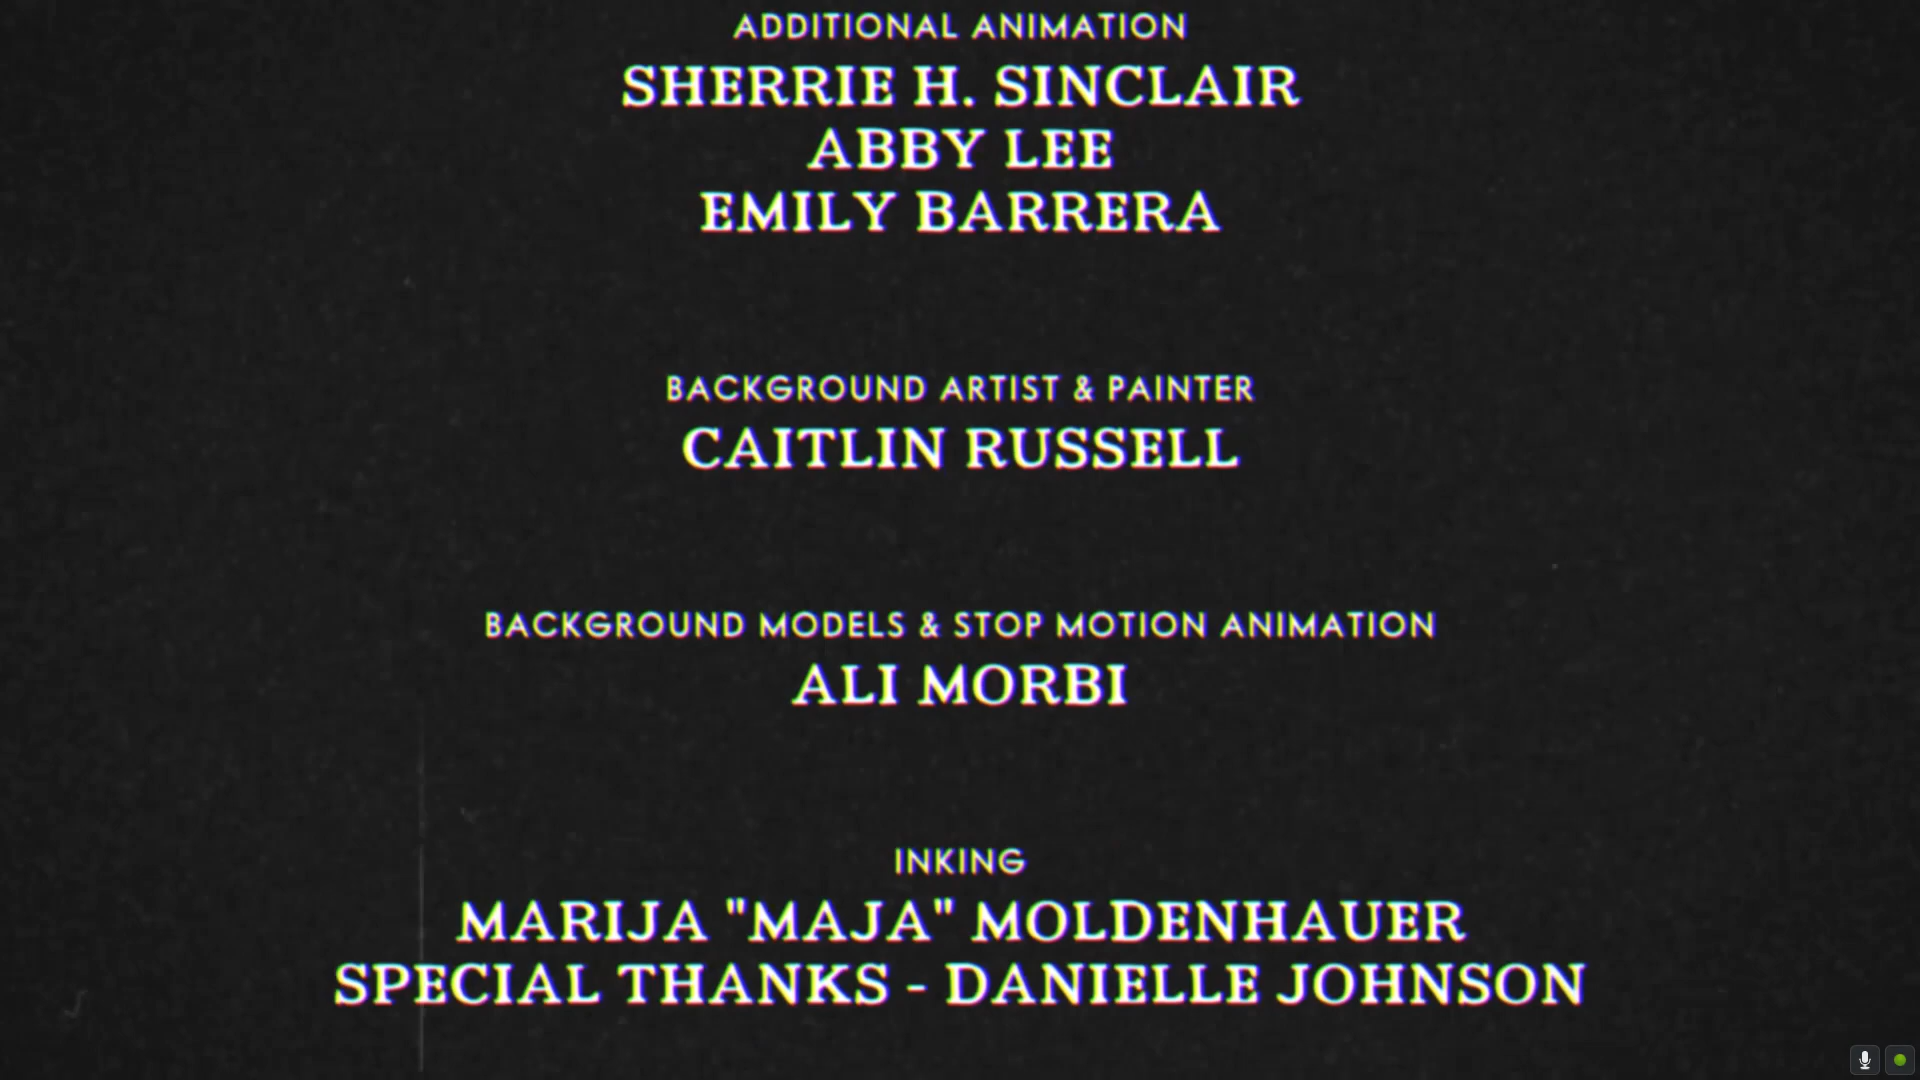 ADDITIONAL ANIMATION
SHERRIE H. SINCLAIR
ABBY LEE
EMILY BARRERA
BACKGROUND ARTIST & PAINTER
CAITLIN RUSSELL
BACKGROUND MODELS & STOP MOTION ANIMATION
ALI MORBI
INKING
MARIJA "MAJA" MOLDENHAUER
SPECIAL THANKS - DANIELLE JOHNSON